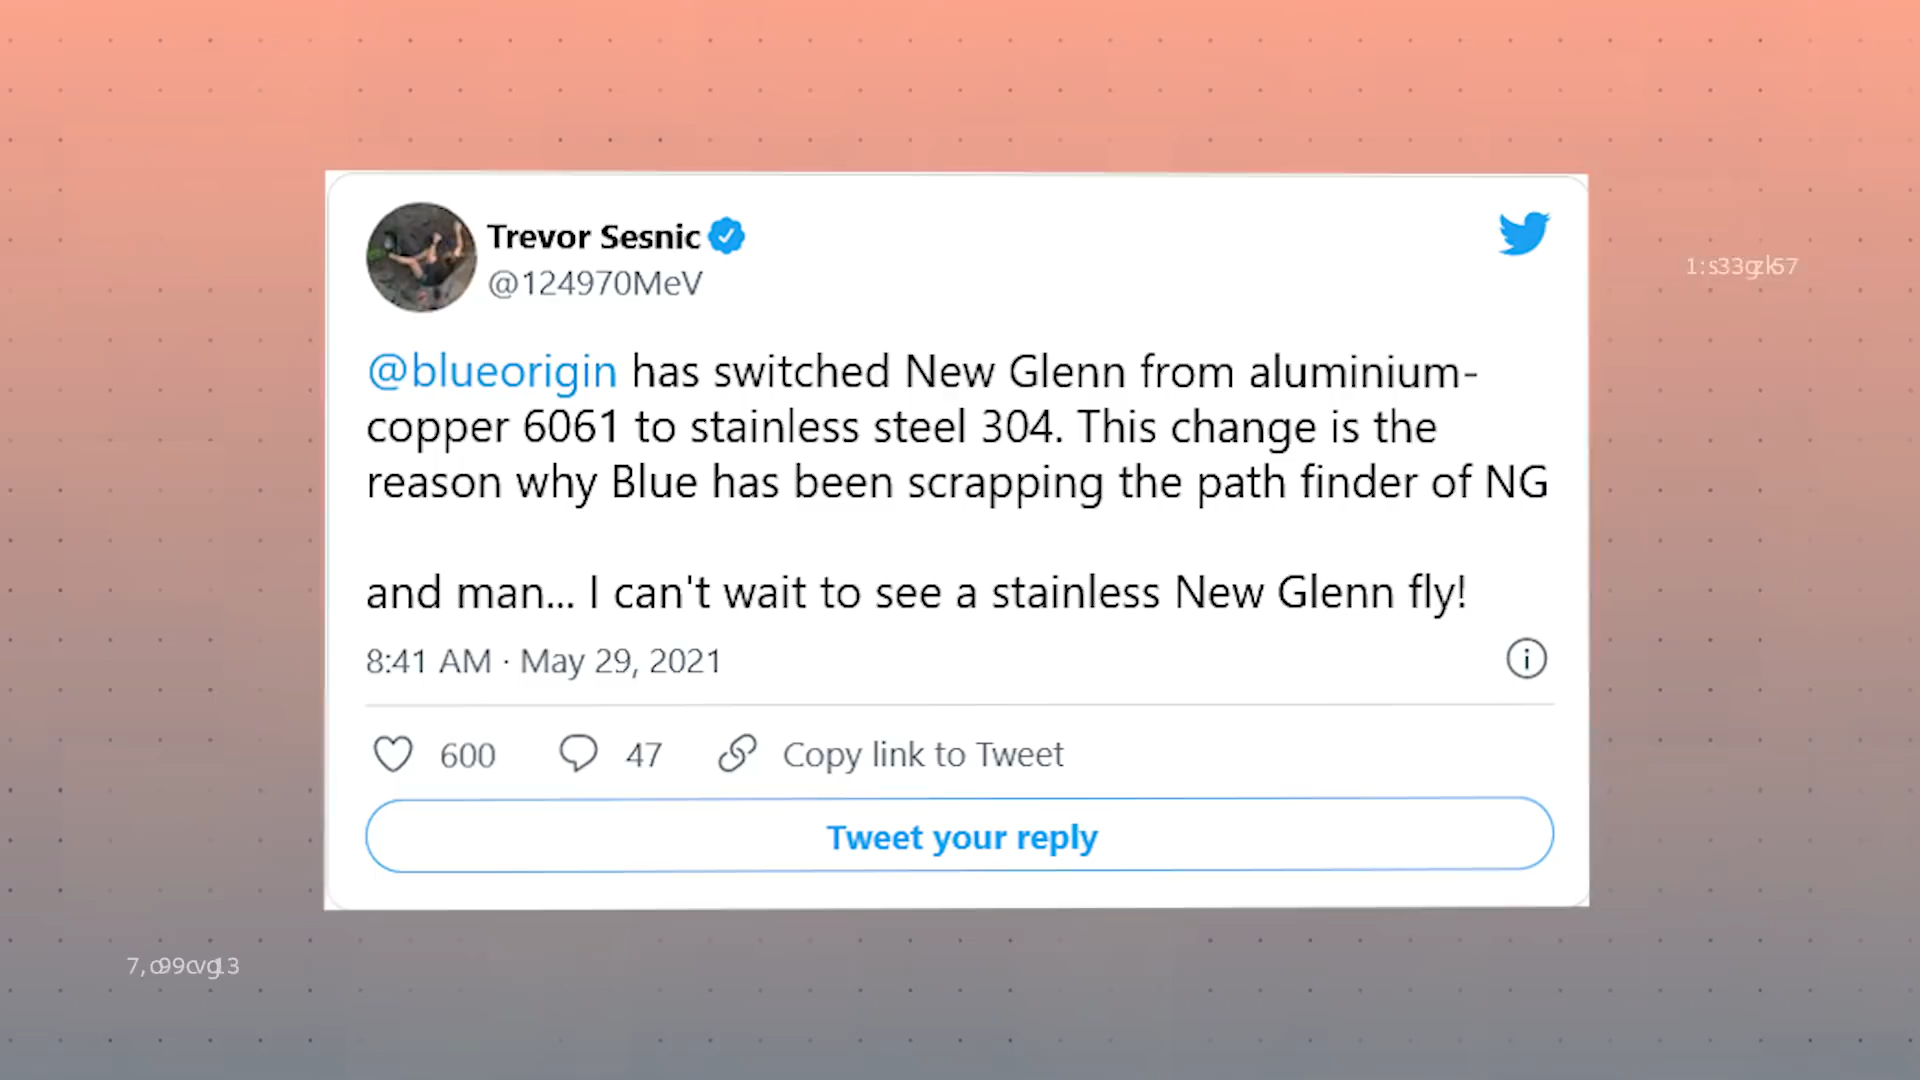 Trevor Sesnic
@124970MeV
1:s33gzk57
@blueorigin has switched New Glenn from aluminium-
copper 6061 to stainless steel 304. This change is the
reason why Blue has been scrapping the path finder of NG
and man... I can't wait to see a stainless New Glenn fly!
8:41 AM · May 29, 2021
600 47 Copy link to Tweet
Tweet your reply